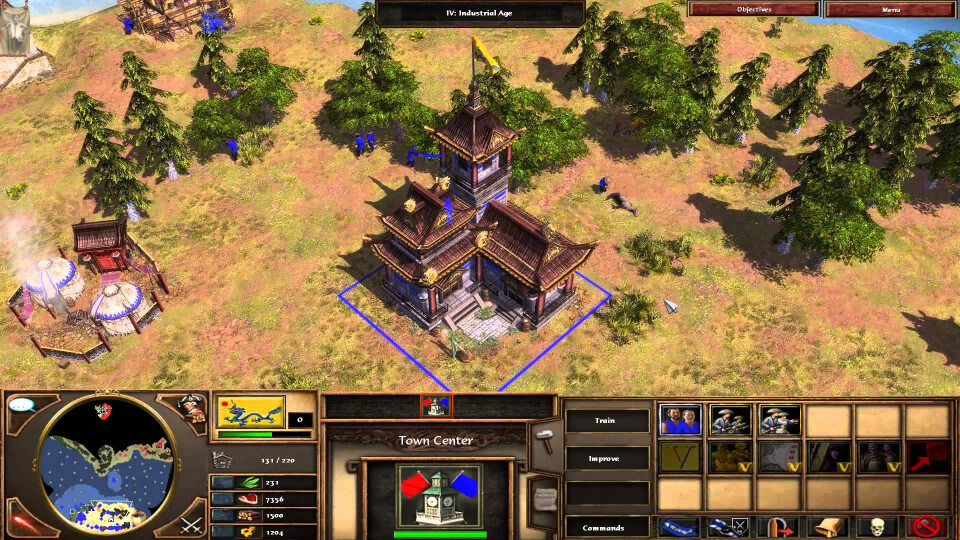 IV: Industrial Age
Objectives
Menu
0
131 / 220
231
7356
1500
1204
Town Center
Train
Improve
Commands